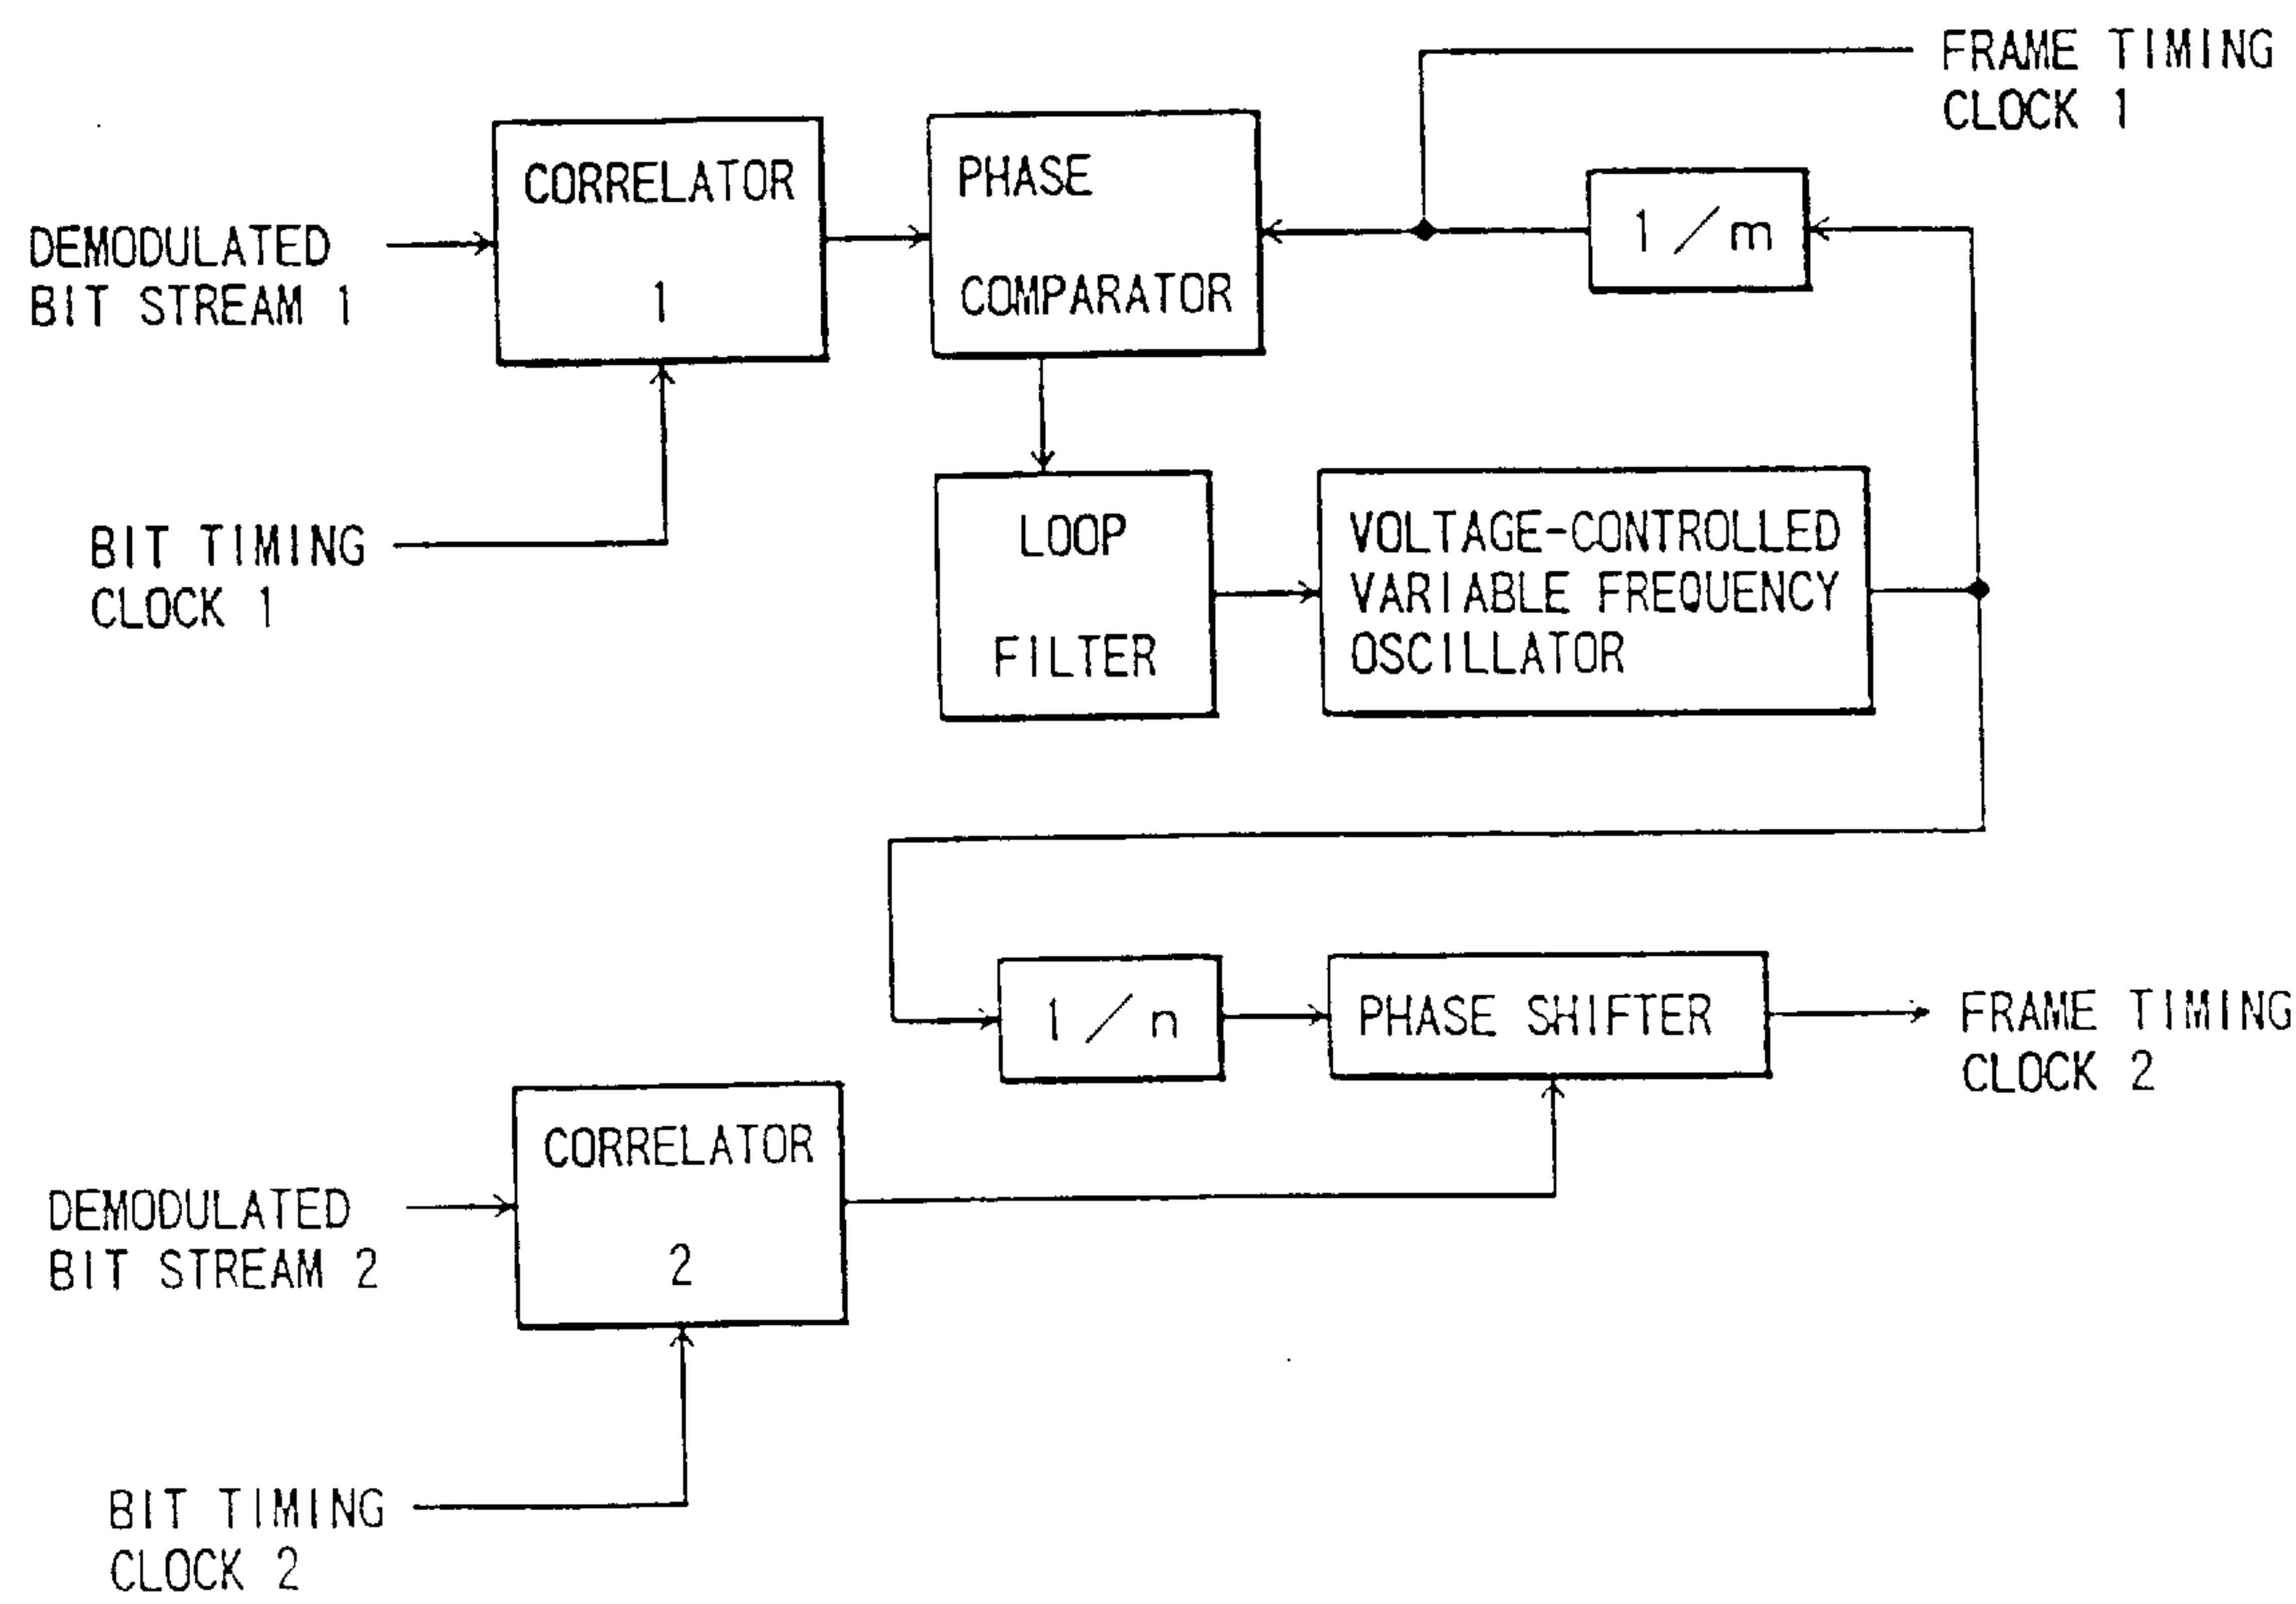 FRAME TIMING
CLOCK 1
CORRELATOR
1
PHASE
COMPARATOR
1/m
DEMODULATED
BIT STREAM 1
BIT TIMING
CLOCK 1
LOOP
FILTER
VOLTAGE-CONTROLLED
VARIABLE FREQUENCY
OSCILLATOR
1/n
PHASE SHIFTER
FRAME TIMING
CLOCK 2
CORRELATOR
2
DEMODULATED
BIT STREAM 2
BIT TIMING
CLOCK 2